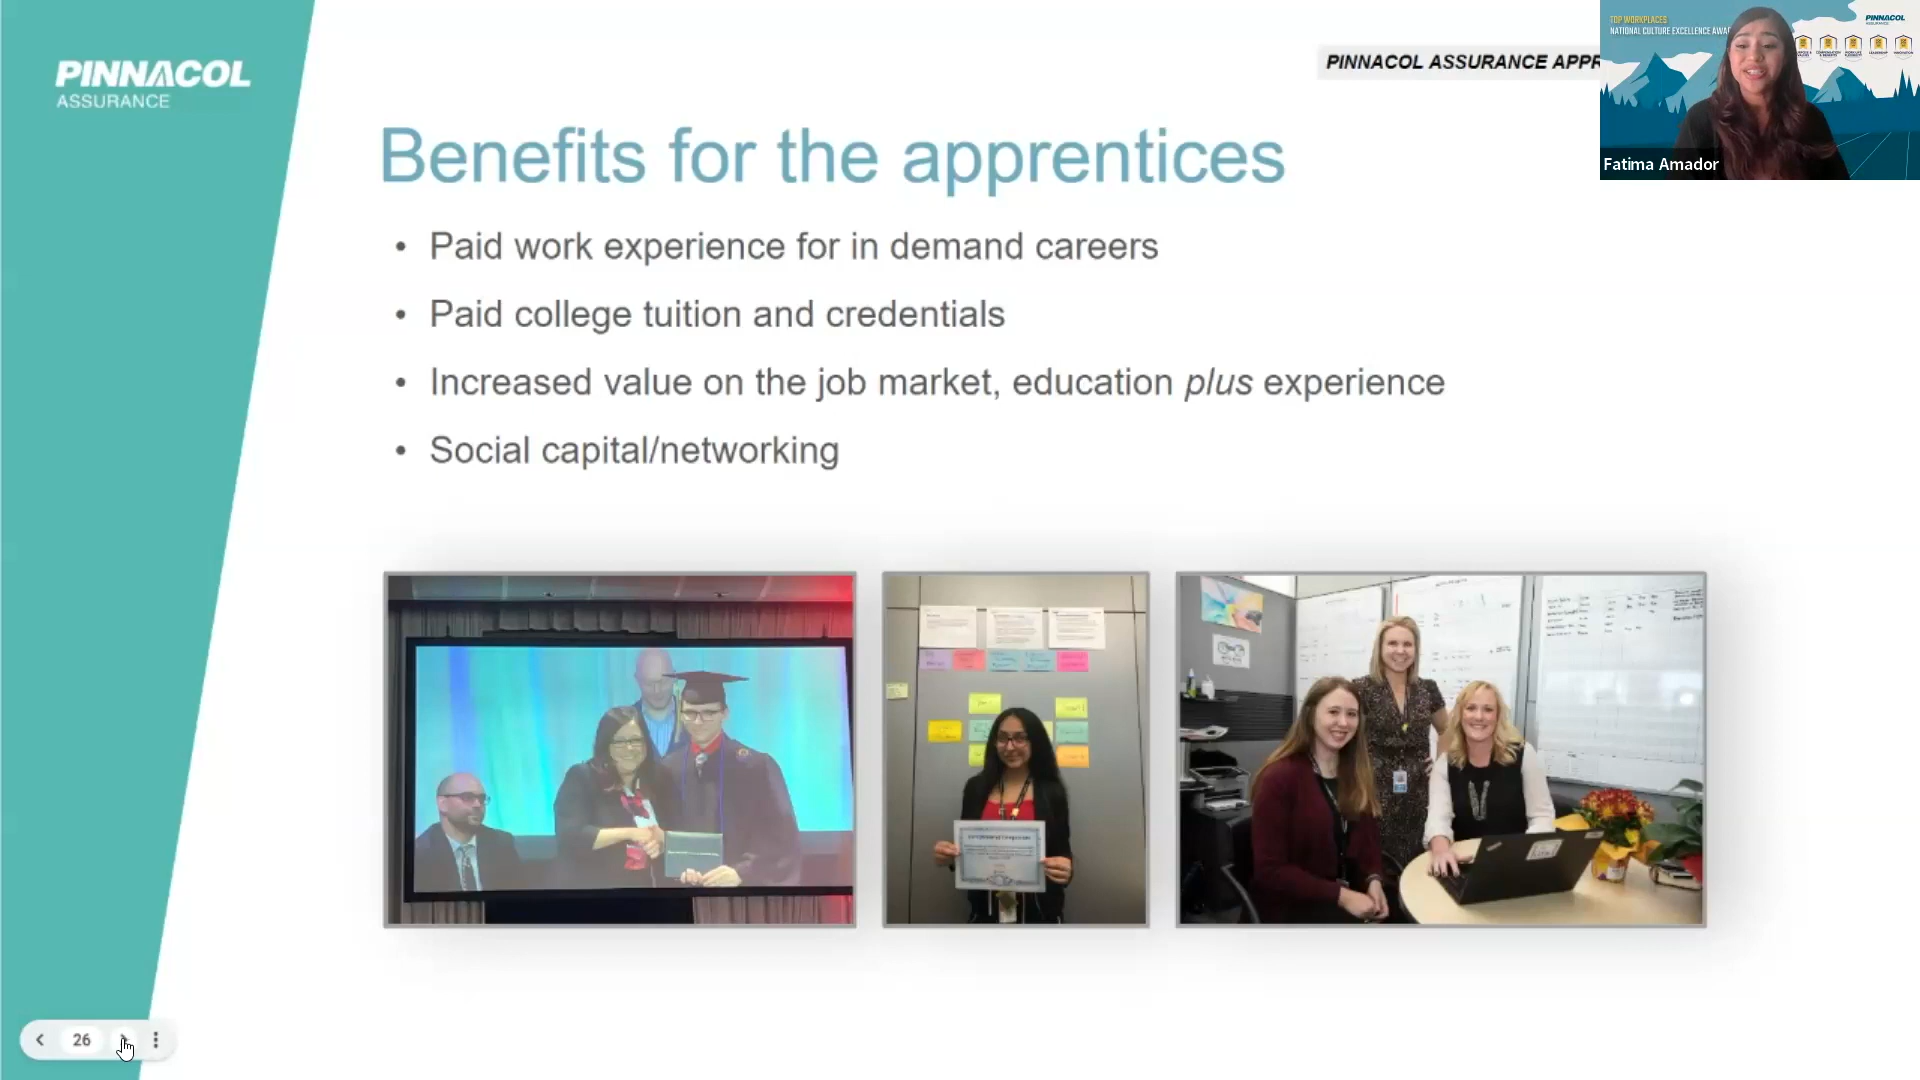 PINNACOL
ASSURANCE
PINNACOL ASSURANCE APPR
TOP WORKPLACES
NATIONAL CULTURE EXCELLENCE AWA
PINNACOL
ASSURANCE
Fatima Amador
Benefits for the apprentices
• Paid work experience for in demand careers
• Paid college tuition and credentials
• Increased value on the job market, education plus experience
• Social capital/networking
26